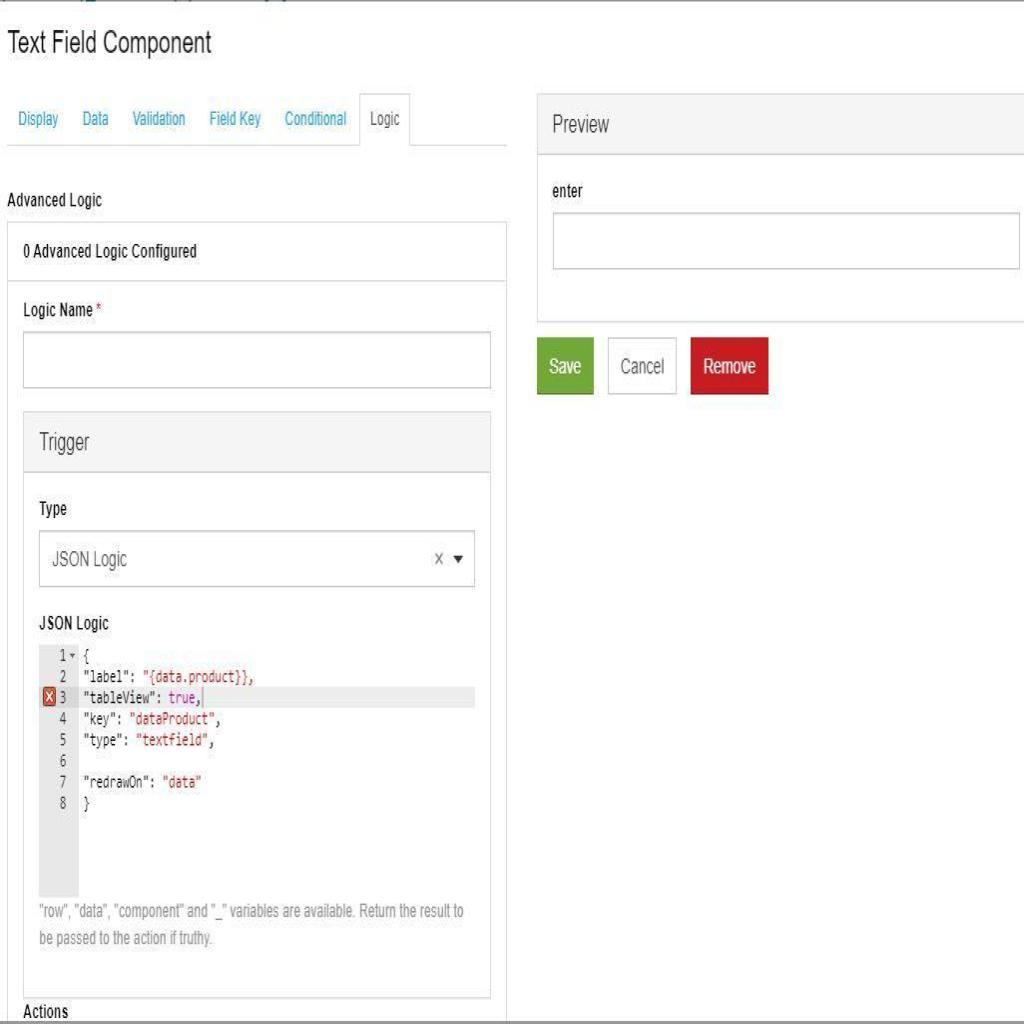 Text Field Component
Display Data Validation Field Key Conditional Logic
Advanced Logic
0 Advanced Logic Configured
Logic Name *
Trigger
Type
JSON Logic
JSON Logic
1 {
2 "label": "{data.product}},
3 "tableView": true,
4 "key": "dataProduct",
5 "type": "textfield",
6
7 "redrawOn": "data"
8 }
"row", "data", "component" and "_" variables are available. Return the result to
be passed to the action if truthy.
Actions
Preview
enter
Save Cancel Remove